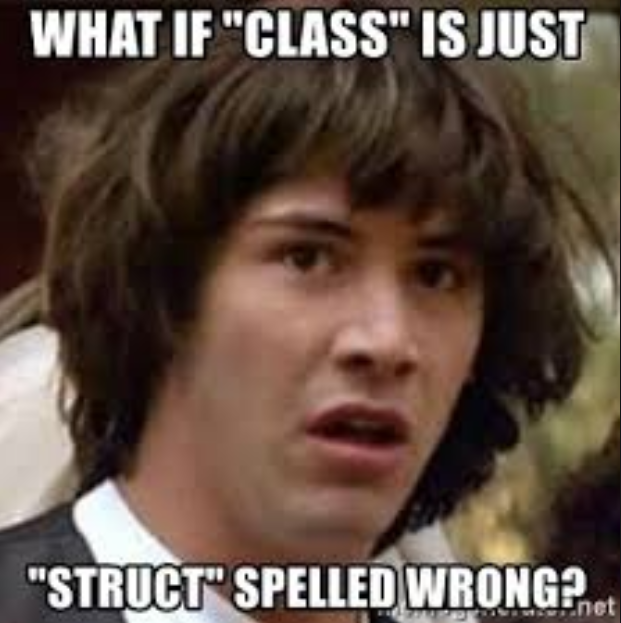 WHAT IF "CLASS" IS JUST
"STRUCT" SPELLED WRONG?